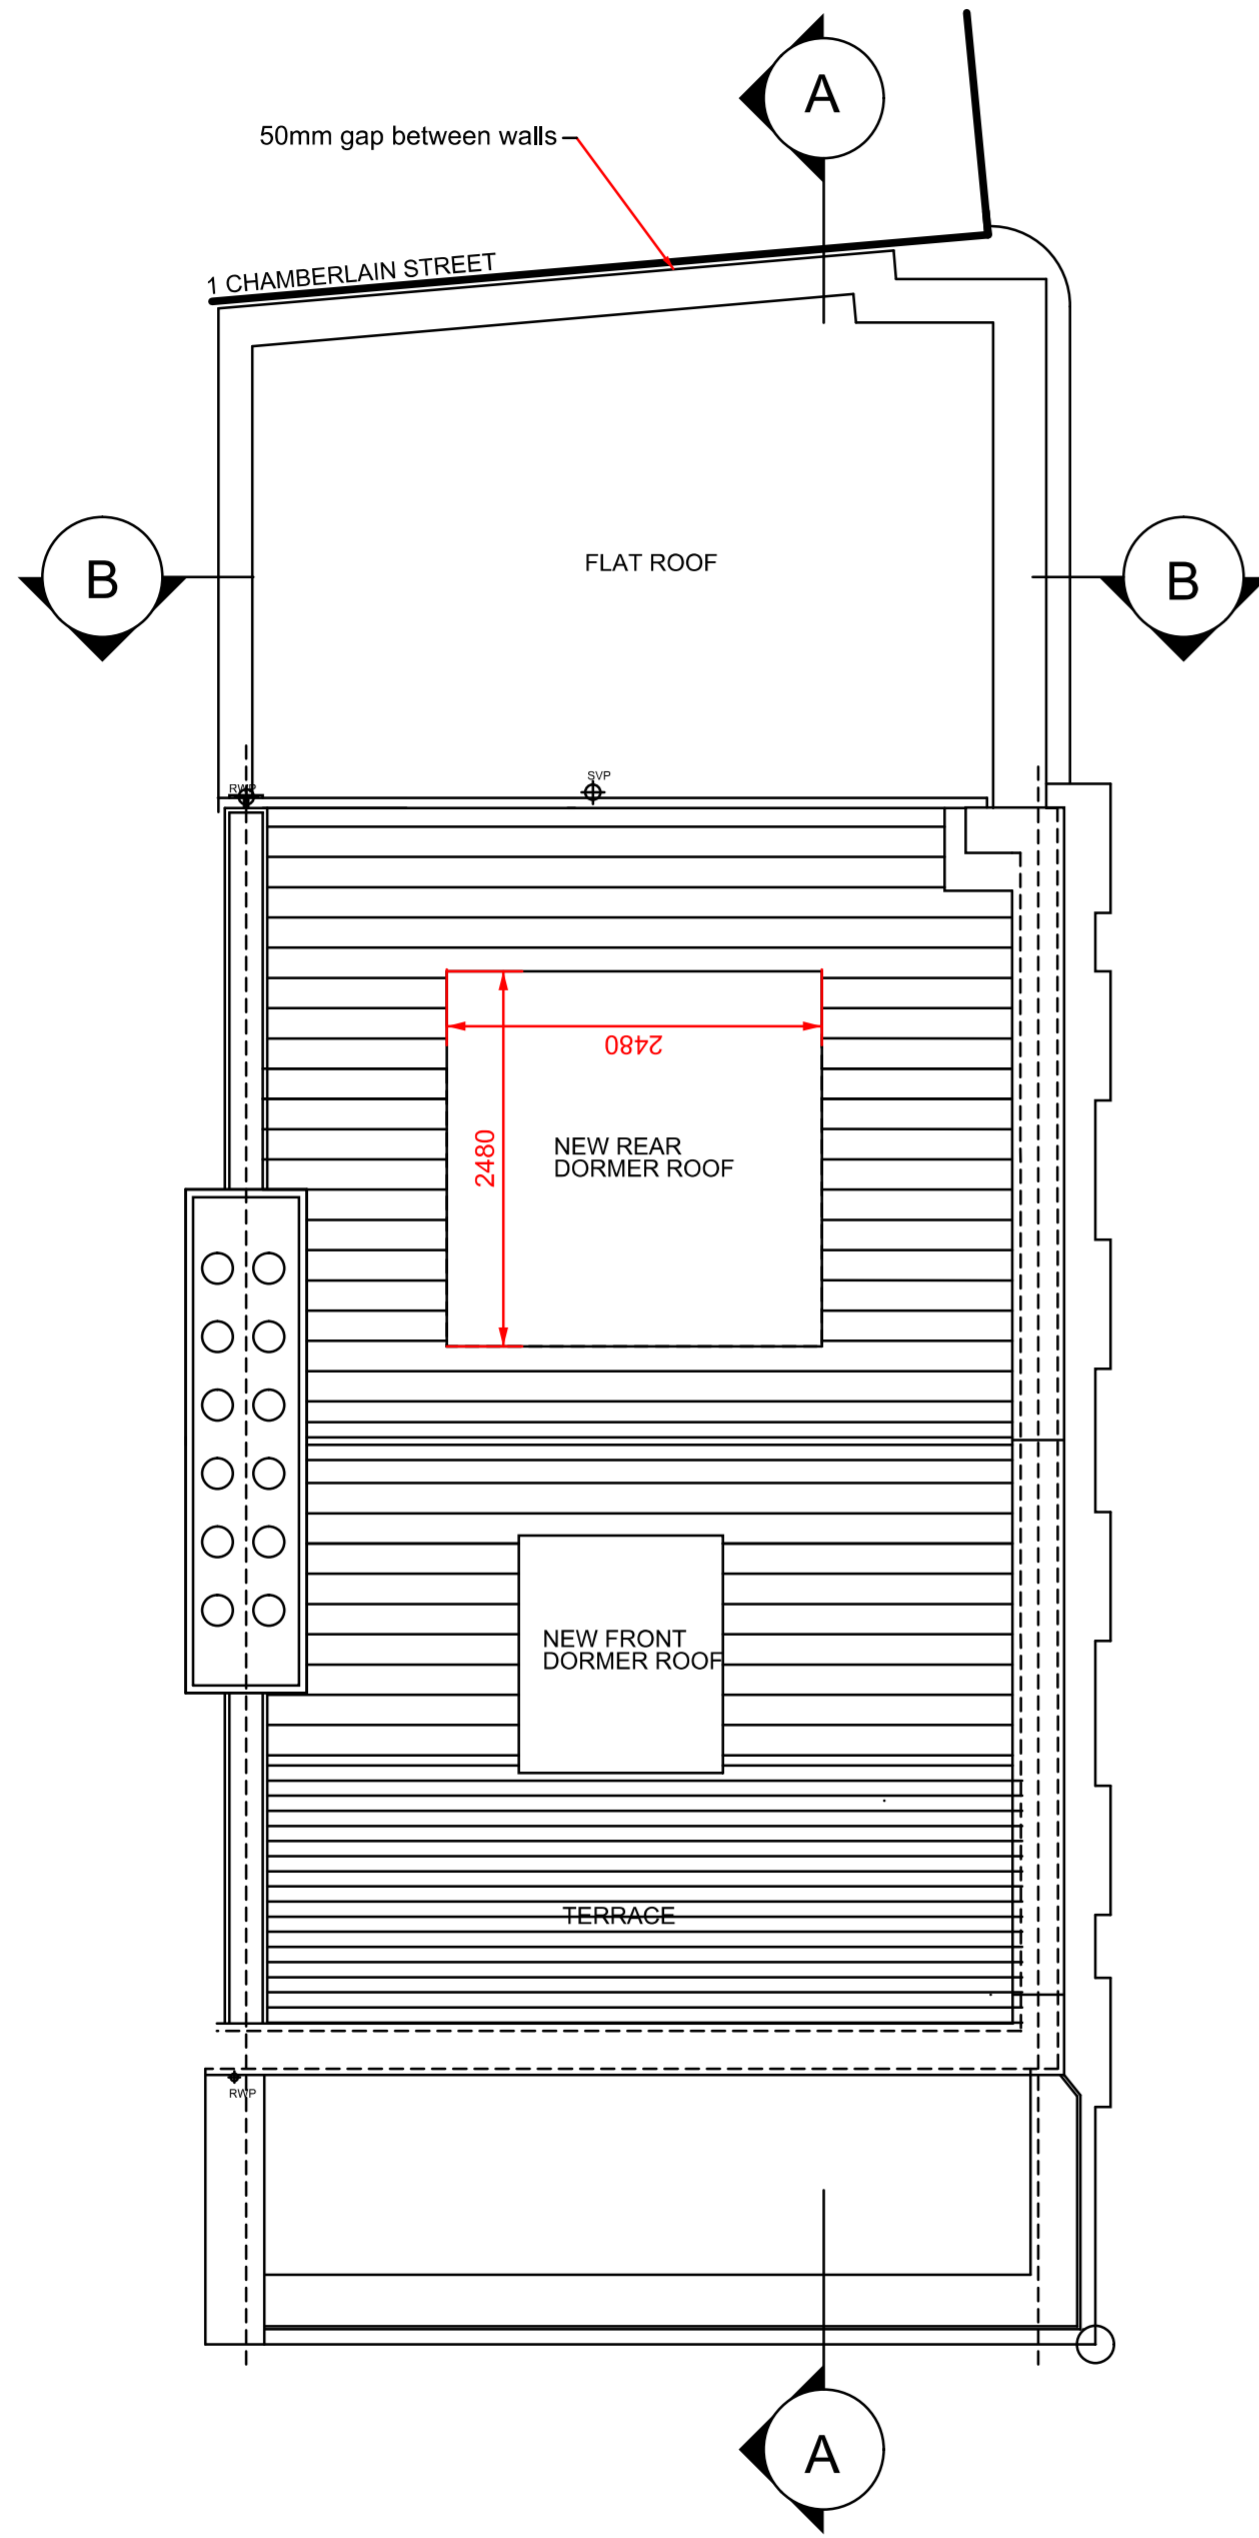 A
50mm gap between walls
1 CHAMBERLAIN STREET
FLAT ROOF
B
B
RWP
SVP
2480
2480
NEW REAR
DORMER ROOF
NEW FRONT
DORMER ROOF
TERRACE
RWP
A